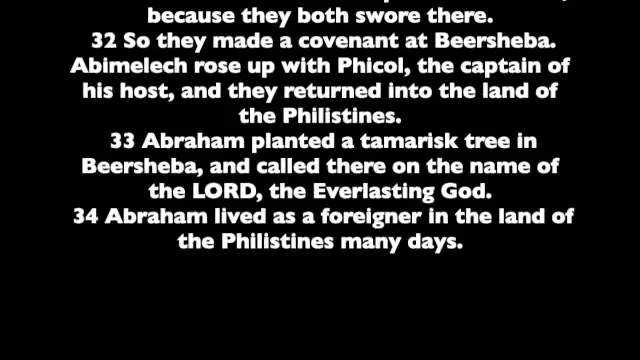 because they both swore there.
32 So they made a covenant at Beersheba.
Abimelech rose up with Phicol, the captain of
his host, and they returned into the land of
the Philistines.
33 Abraham planted a tamarisk tree in
Beersheba, and called there on the name of
the LORD, the Everlasting God.
34 Abraham lived as a foreigner in the land of
the Philistines many days.